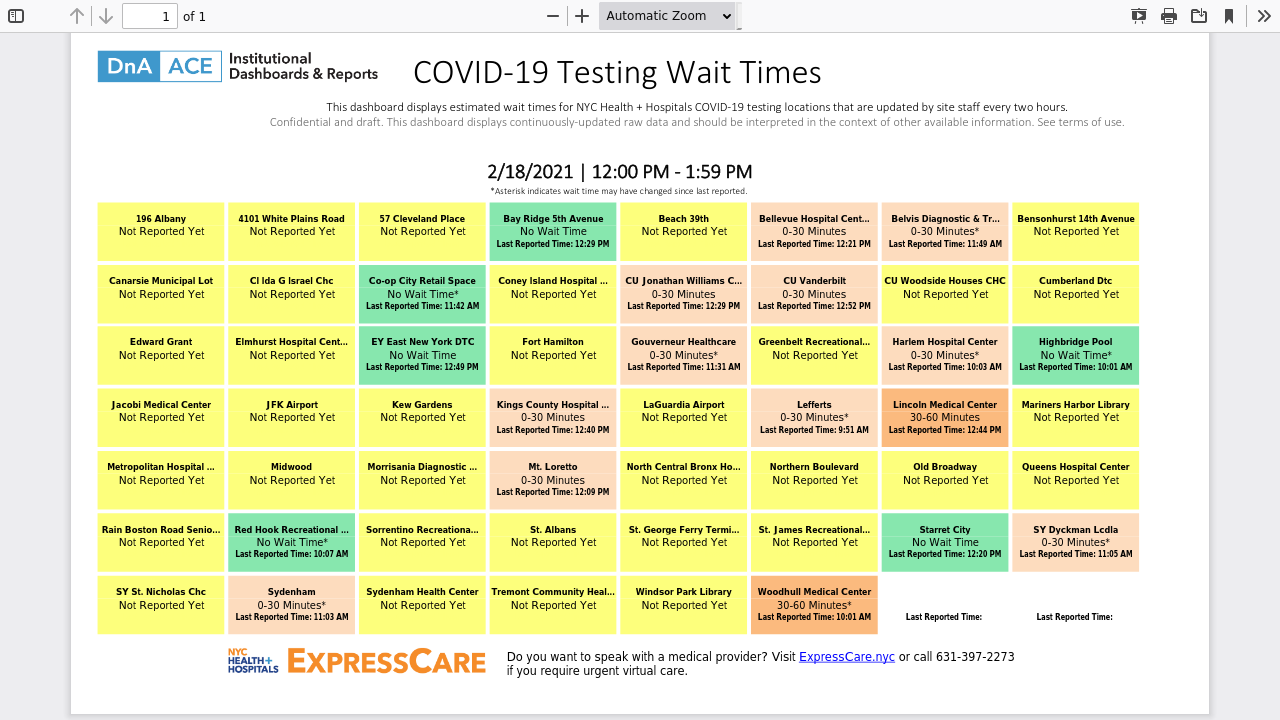 1 of 1 Automatic Zoom
DnA ACE Institutional
Dashboards & Reports
COVID-19 Testing Wait Times
This dashboard displays estimated wait times for NYC Health + Hospitals COVID-19 testing locations that are updated by site staff every two hours.
Confidential and draft. This dashboard displays continuously-updated raw data and should be interpreted in the context of other available information. See terms of use.
2/18/2021 | 12:00 PM - 1:59 PM
*Asterisk indicates wait time may have changed since last reported.
196 Albany
Not Reported Yet
4101 White Plains Road
Not Reported Yet
57 Cleveland Place
Not Reported Yet
Bay Ridge 5th Avenue
No Wait Time
Last Reported Time: 12:29 PM
Beach 39th
Not Reported Yet
Bellevue Hospital Cent...
0-30 Minutes
Last Reported Time: 12:21 PM
Belvis Diagnostic & Tr...
0-30 Minutes*
Last Reported Time: 11:49 AM
Bensonhurst 14th Avenue
Not Reported Yet
Canarsie Municipal Lot
Not Reported Yet
Cl Ida G Israel Chc
Not Reported Yet
Co-op City Retail Space
No Wait Time*
Last Reported Time: 11:42 AM
Coney Island Hospital ...
Not Reported Yet
CU Jonathan Williams C...
0-30 Minutes
Last Reported Time: 12:29 PM
CU Vanderbilt
0-30 Minutes
Last Reported Time: 12:52 PM
CU Woodside Houses CHC
Not Reported Yet
Cumberland Dtc
Not Reported Yet
Edward Grant
Not Reported Yet
Elmhurst Hospital Cent...
Not Reported Yet
EY East New York DTC
No Wait Time
Last Reported Time: 12:49 PM
Fort Hamilton
Not Reported Yet
Gouverneur Healthcare
0-30 Minutes*
Last Reported Time: 11:31 AM
Greenbelt Recreational...
Not Reported Yet
Harlem Hospital Center
0-30 Minutes*
Last Reported Time: 10:03 AM
Highbridge Pool
No Wait Time*
Last Reported Time: 10:01 AM
Jacobi Medical Center
Not Reported Yet
JFK Airport
Not Reported Yet
Kew Gardens
Not Reported Yet
Kings County Hospital ...
0-30 Minutes
Last Reported Time: 12:40 PM
LaGuardia Airport
Not Reported Yet
Lefferts
0-30 Minutes*
Last Reported Time: 9:51 AM
Lincoln Medical Center
30-60 Minutes
Last Reported Time: 12:44 PM
Mariners Harbor Library
Not Reported Yet
Metropolitan Hospital ...
Not Reported Yet
Midwood
Not Reported Yet
Morrisania Diagnostic ...
Not Reported Yet
Mt. Loretto
0-30 Minutes
Last Reported Time: 12:09 PM
North Central Bronx Ho...
Not Reported Yet
Northern Boulevard
Not Reported Yet
Old Broadway
Not Reported Yet
Queens Hospital Center
Not Reported Yet
Rain Boston Road Senio...
Not Reported Yet
Red Hook Recreational ...
No Wait Time*
Last Reported Time: 10:07 AM
Sorrentino Recreationa...
Not Reported Yet
St. Albans
Not Reported Yet
St. George Ferry Termi...
Not Reported Yet
St. James Recreational...
Not Reported Yet
Starret City
No Wait Time
Last Reported Time: 12:20 PM
SY Dyckman Lcdla
0-30 Minutes*
Last Reported Time: 11:05 AM
SY St. Nicholas Chc
Not Reported Yet
Sydenham
0-30 Minutes*
Last Reported Time: 11:03 AM
Sydenham Health Center
Not Reported Yet
Tremont Community Heal...
Not Reported Yet
Windsor Park Library
Not Reported Yet
Woodhull Medical Center
30-60 Minutes*
Last Reported Time: 10:01 AM
Last Reported Time:
Last Reported Time:
NYC
HEALTH+
HOSPITALS
EXPRESSCARE
Do you want to speak with a medical provider? Visit ExpressCare.nyc or call 631-397-2273
if you require urgent virtual care.